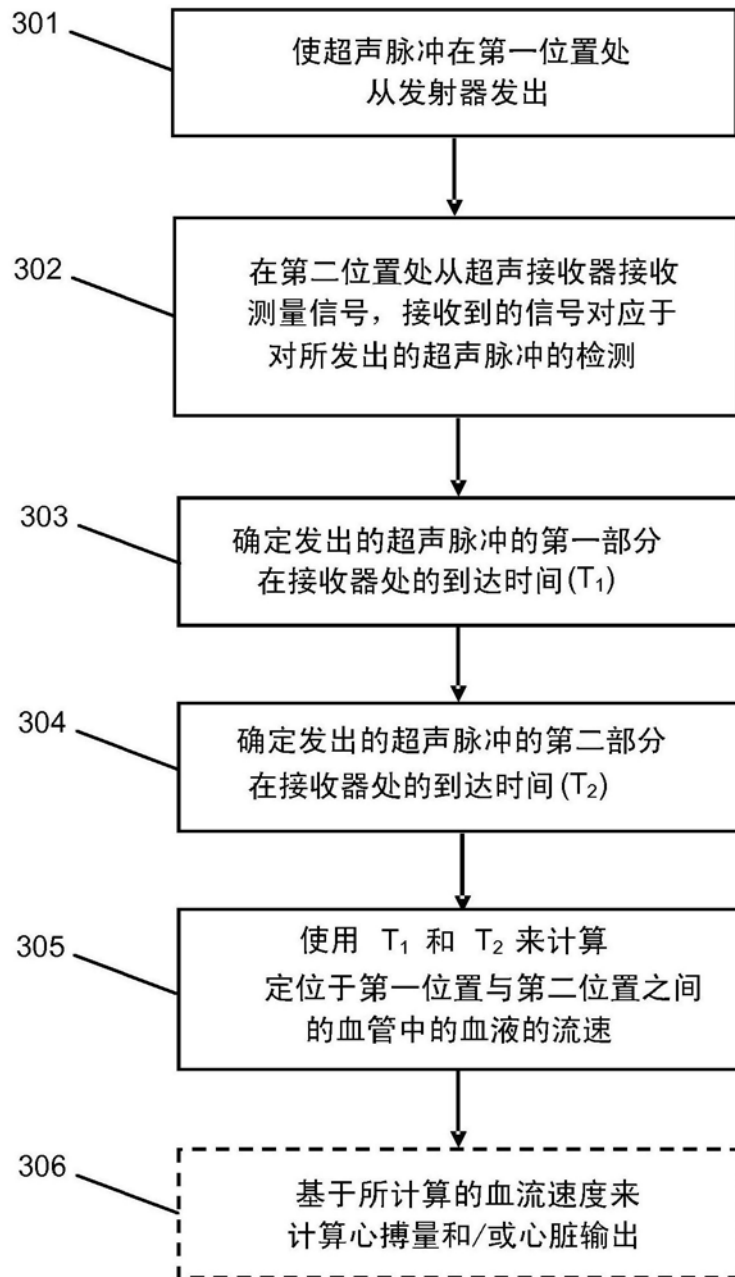 301
使超声脉冲在第一位置处
从发射器发出
302
在第二位置处从超声接收器接收
测量信号，接收到的信号对应于
对所发出的超声脉冲的检测
303
确定发出的超声脉冲的第一部分
在接收器处的到达时间(T₁)
304
确定发出的超声脉冲的第二部分
在接收器处的到达时间(T₂)
305
使用 T₁ 和 T₂ 来计算
定位于第一位置与第二位置之间
的血管中的血液的流速
306
基于所计算的血流速度来
计算心搏量和/或心脏输出